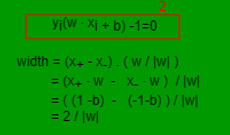 2
yi(w · xi + b) -1=0
width = (x+ - x-) . ( w / |w| )
= (x+ · w - x- · w ) / |w|
= ( (1 -b) - (-1-b) ) / |w|
= 2 / |w|